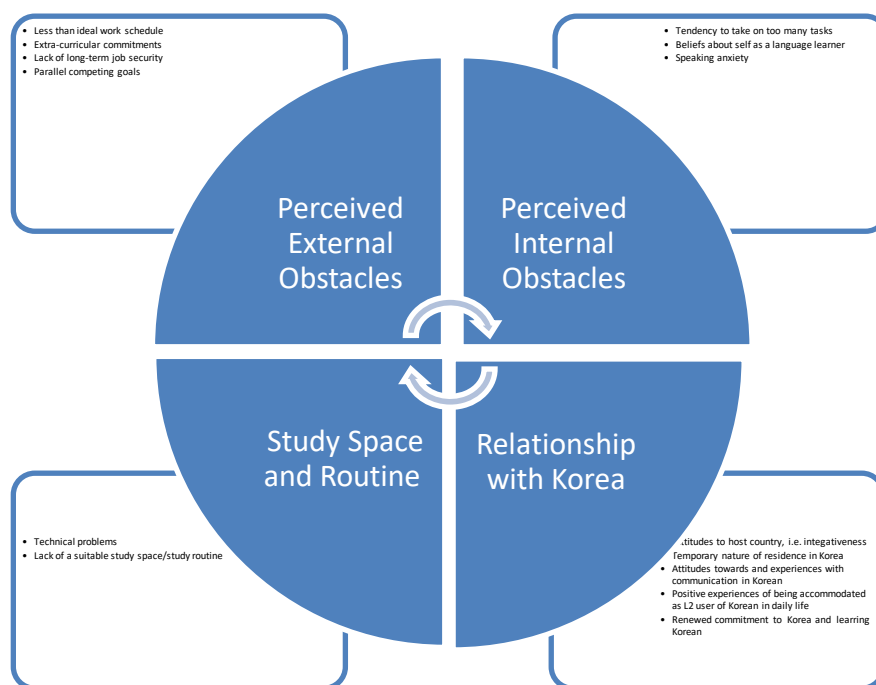 • Less than ideal work schedule
• Extra-curricular commitments
• Lack of long-term job security
• Parallel competing goals
• Tendency to take on too many tasks
• Beliefs about self as a language learner
• Speaking anxiety
Perceived
External
Obstacles
Perceived
Internal
Obstacles
Study Space
and Routine
Relationship
with Korea
• Technical problems
• Lack of a suitable study space/study routine
ttitudes to host country, i.e. integativeness
Temporary nature of residence in Korea
• Attitudes towards and experiences with
communication in Korean
• Positive experiences of being accommodated
as L2 user of Korean in daily life
• Renewed commitment to Korea and learring
Korean